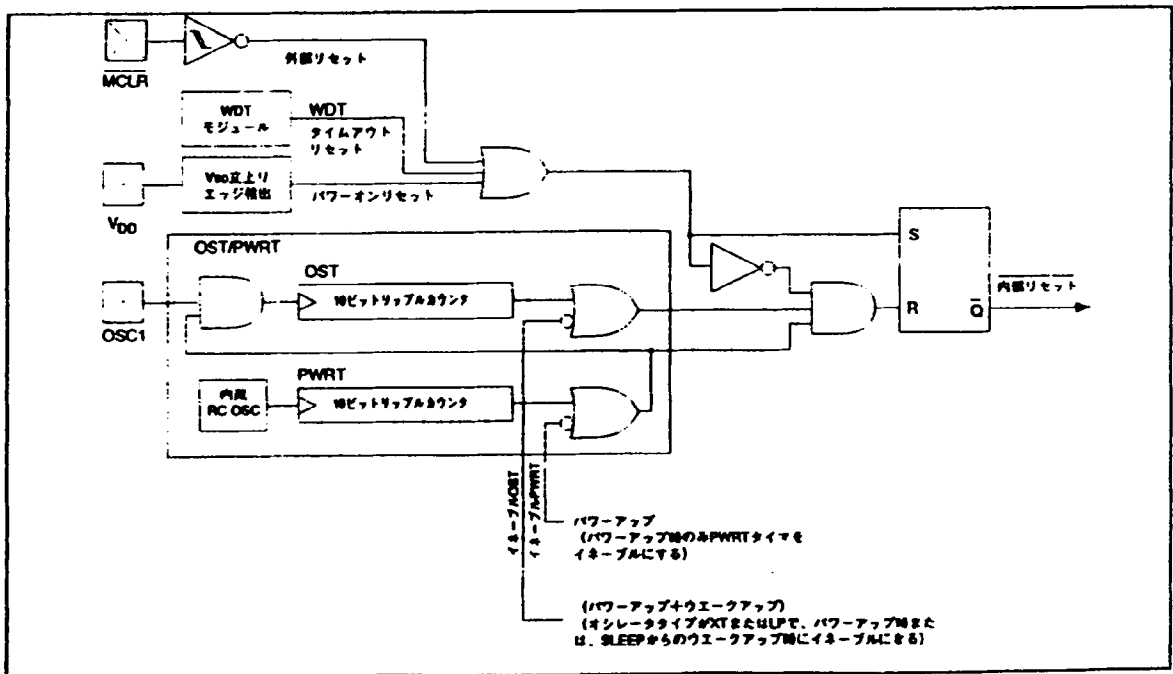 MCLR
外部リセット
WDT
モジュール
WDT
タイムアウト
リセット
VDD立上り
エッジ検出
パワーオンリセット
VDD
OST/PWRT
OST
10ビットリップルカウンタ
OSC1
PWRT
内蔵
RC OSC
10ビットリップルカウンタ
S
R
Q
内部リセット
イネーブルOST
イネーブルPWRT
パワーアップ
(パワーアップ時のみPWRTタイマを
イネーブルにする)
(パワーアップ+ウエークアップ)
(オシレータタイプがXTまたはLPで、パワーアップ時また
は、SLEEPからのウエークアップ時にイネーブルになる)